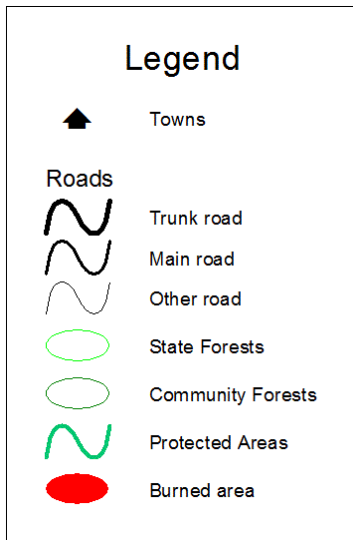 Legend
Towns
Roads
Trunk road
Main road
Other road
State Forests
Community Forests
Protected Areas
Burned area